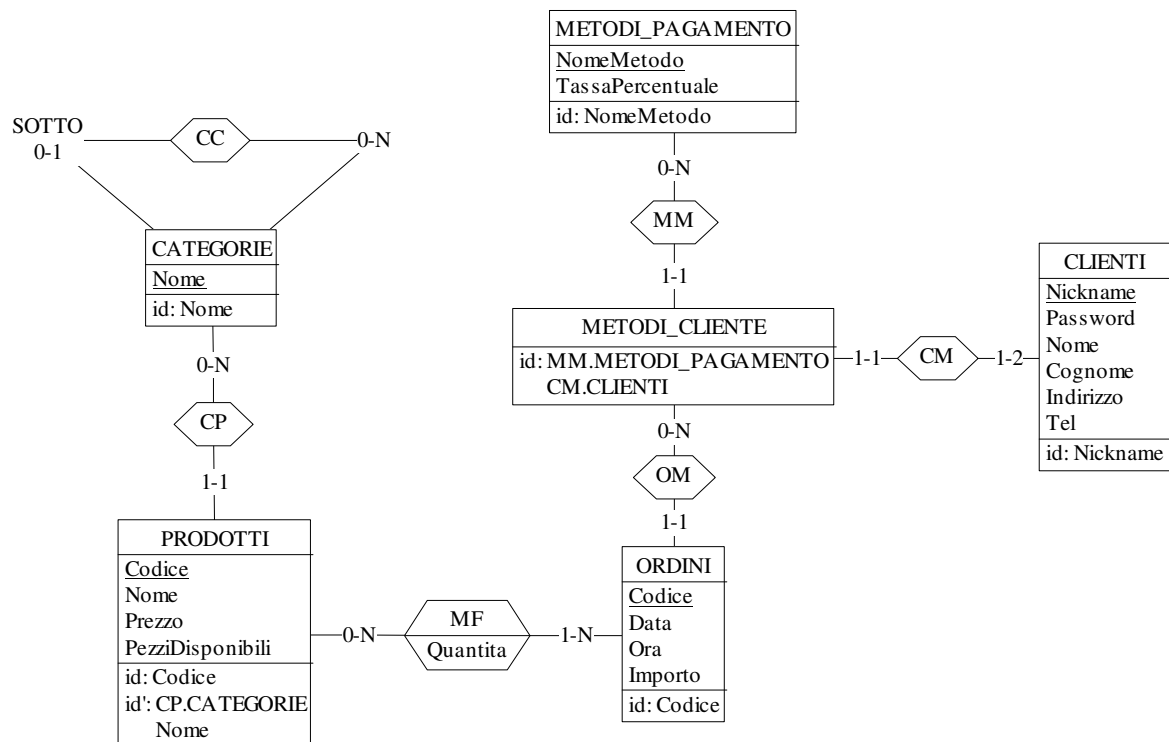 METODI_PAGAMENTO
NomeMetodo
TassaPercentuale
id: NomeMetodo
SOTTO
0-1
CC
0-N
0-N
MM
1-1
CATEGORIE
Nome
id: Nome
CLIENTI
Nickname
Password
Nome
Cognome
Indirizzo
Tel
id: Nickname
METODI_CLIENTE
id: MM.METODI_PAGAMENTO
CM.CLIENTI
1-1
CM
1-2
0-N
CP
1-1
0-N
OM
1-1
PRODOTTI
Codice
Nome
Prezzo
PezziDisponibili
id: Codice
id': CP.CATEGORIE
Nome
0-N
MF
Quantita
1-N
ORDINI
Codice
Data
Ora
Importo
id: Codice